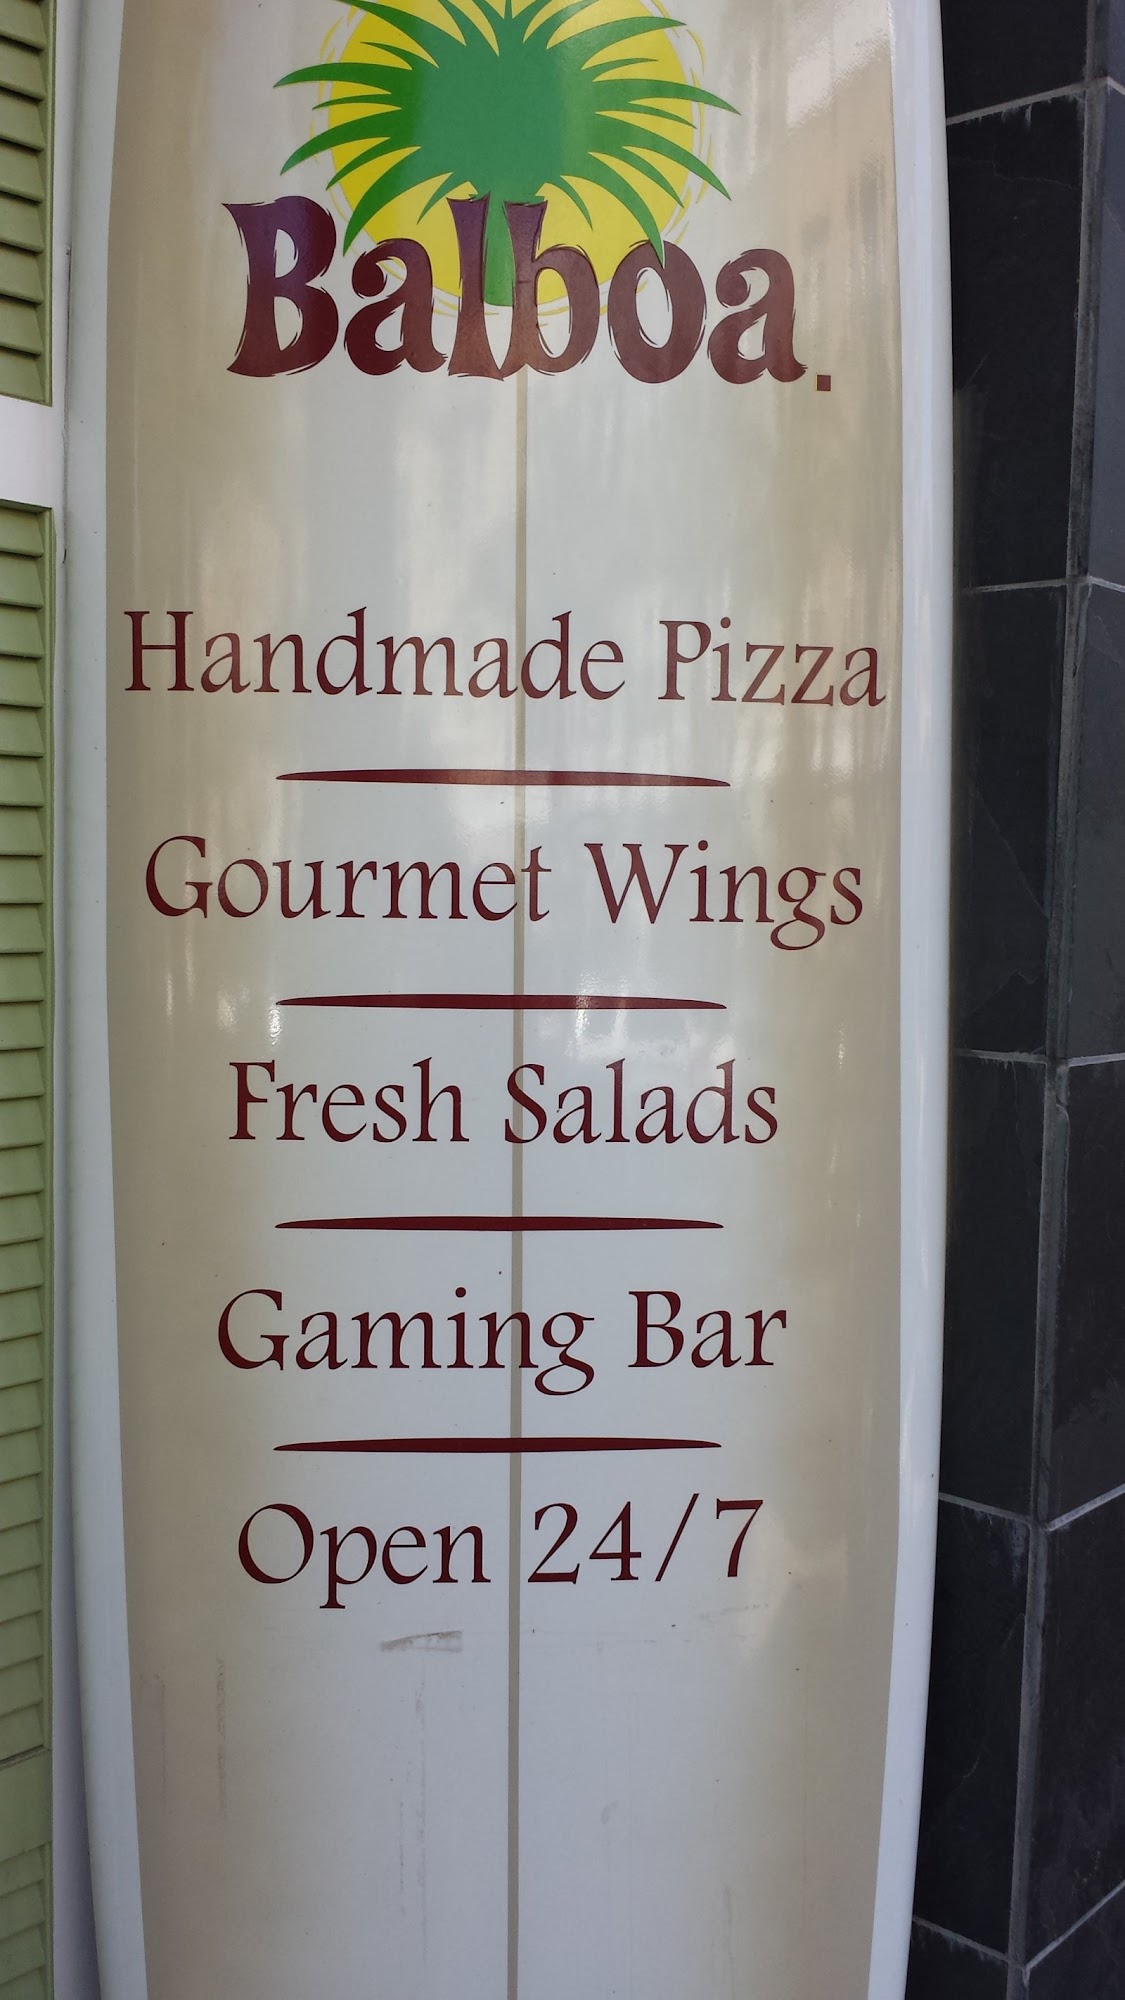 Balboa.
Handmade Pizza
Gourmet Wings
Fresh Salads
Gaming Bar
Open 24/7